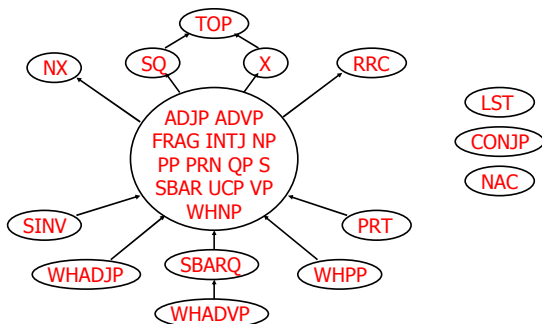 TOP
NX
SQ
X
RRC
ADJP ADVP
FRAG INTJ NP
PP PRN QP S
SBAR UCP VP
WHNP
LST
CONJP
NAC
SINV
PRT
WHADJP
SBARQ
WHPP
WHADVP